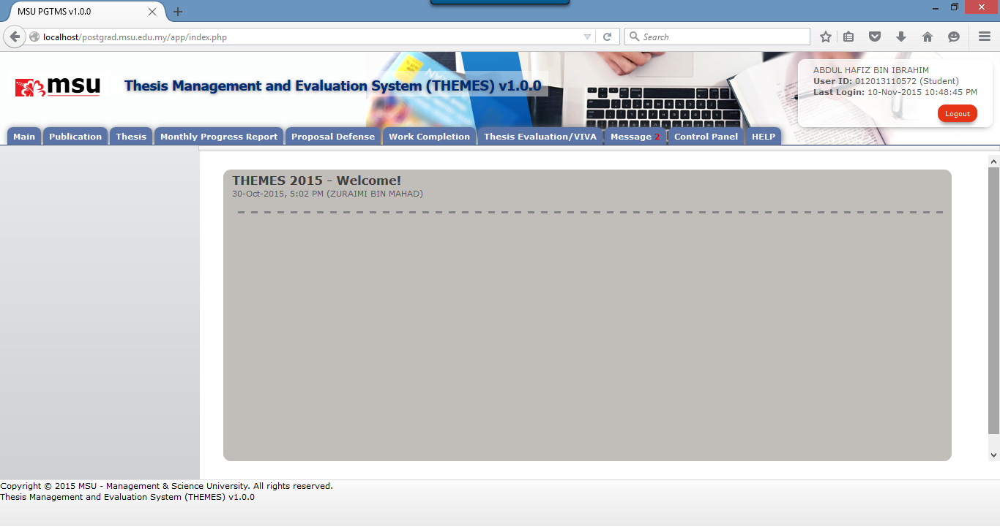 MSU PGTMS v1.0.0
localhost/postgrad.msu.edu.my/app/index.php
Search
msu
Thesis Management and Evaluation System (THEMES) v1.0.0
ABDUL HAFIZ BIN IBRAHIM
User ID: 012013110572 (Student)
Last Login: 10-Nov-2015 10:48:45 PM
Logout
Main Publication Thesis Monthly Progress Report Proposal Defense Work Completion Thesis Evaluation/VIVA Message 2 Control Panel HELP
THEMES 2015 - Welcome!
30-Oct-2015, 5:02 PM (ZURAIMI BIN MAHAD)
Copyright © 2015 MSU - Management & Science University. All rights reserved.
Thesis Management and Evaluation System (THEMES) v1.0.0